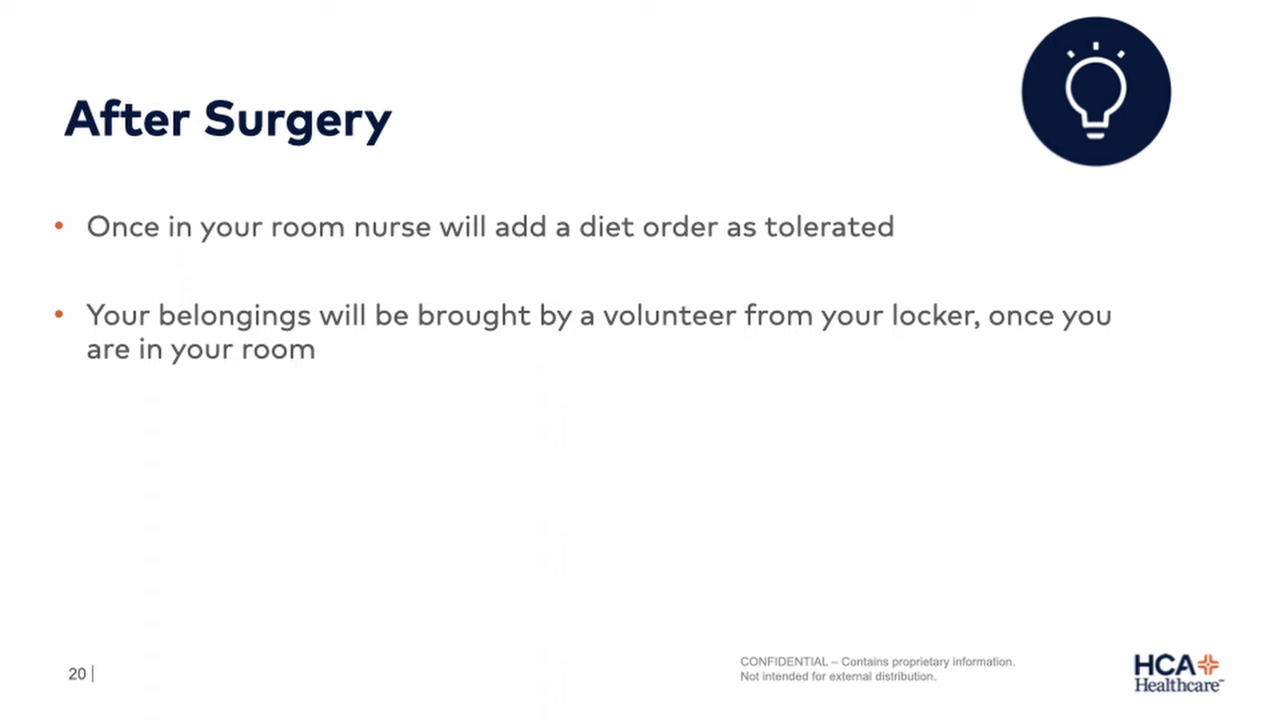 After Surgery
• Once in your room nurse will add a diet order as tolerated
• Your belongings will be brought by a volunteer from your locker, once you
are in your room
20 |
CONFIDENTIAL – Contains proprietary information.
Not intended for external distribution.
HCA
Healthcare™